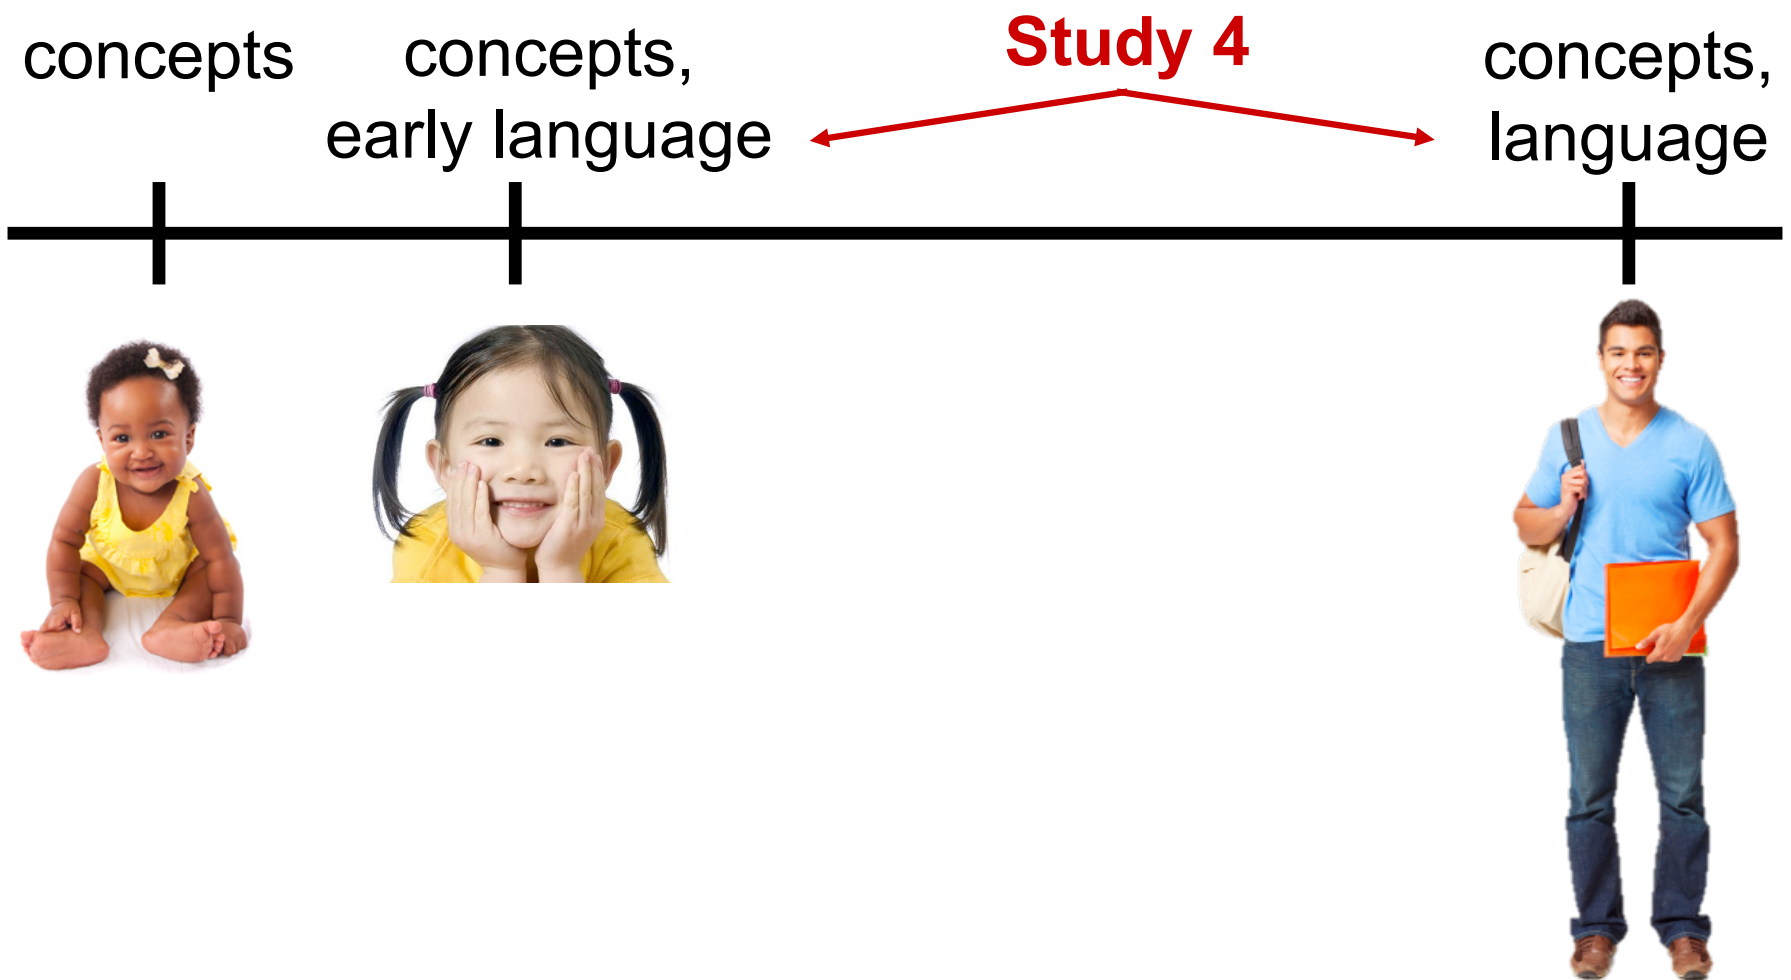 concepts
concepts,
early language
Study 4
concepts,
language